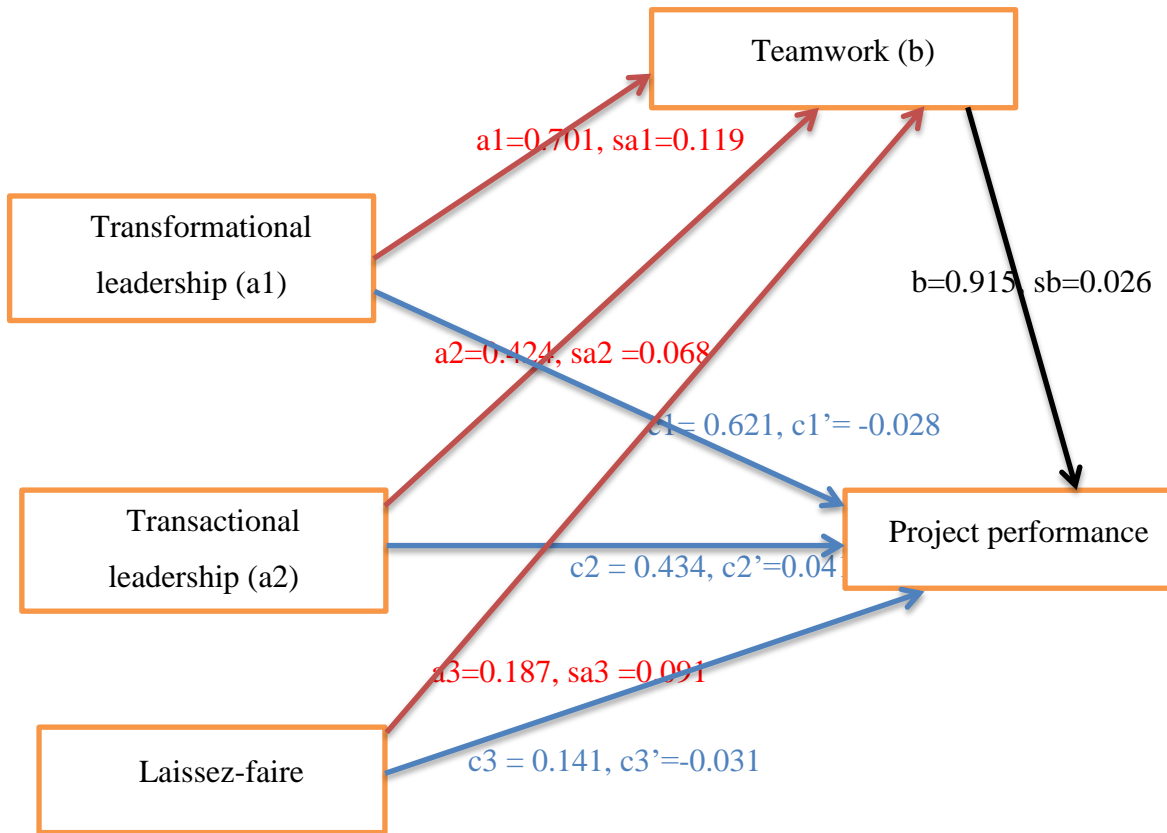 Teamwork (b)
a1=0.701, sa1=0.119
Transformational
leadership (a1)
b=0.915, sb=0.026
a2=0.424, sa2 =0.068
c1= 0.621, c1’= -0.028
Transactional
leadership (a2)
Project performance
c2 = 0.434, c2’=0.041
a3=0.187, sa3 =0.091
c3 = 0.141, c3’=-0.031
Laissez-faire